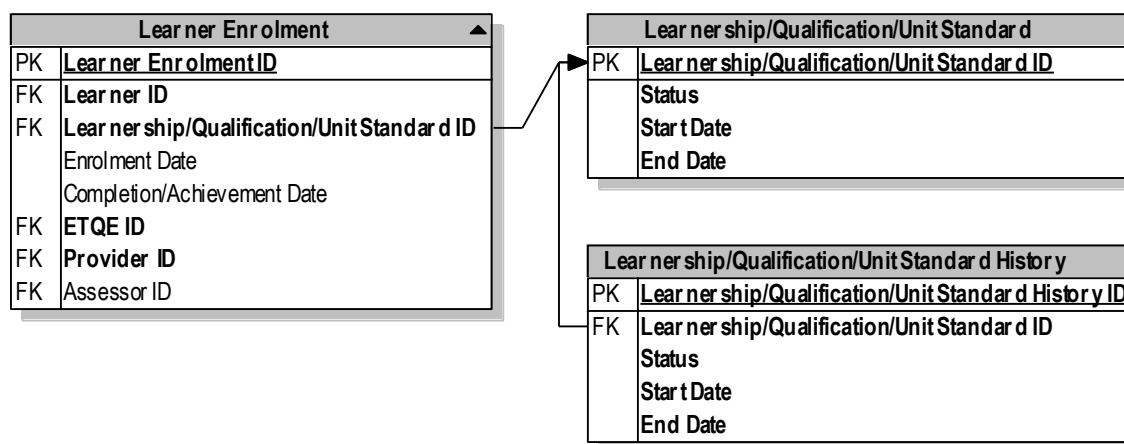 Learner Enrolment
PK Learner Enrolment ID
FK Learner ID
FK Learnership/Qualification/Unit Standard ID
Enrolment Date
Completion/Achievement Date
FK ETQE ID
FK Provider ID
FK Assessor ID
Learnership/Qualification/Unit Standard
PK Learnership/Qualification/Unit Standard ID
Status
Start Date
End Date
Learnership/Qualification/Unit Standard History
PK Learnership/Qualification/Unit Standard History ID
FK Learnership/Qualification/Unit Standard ID
Status
Start Date
End Date